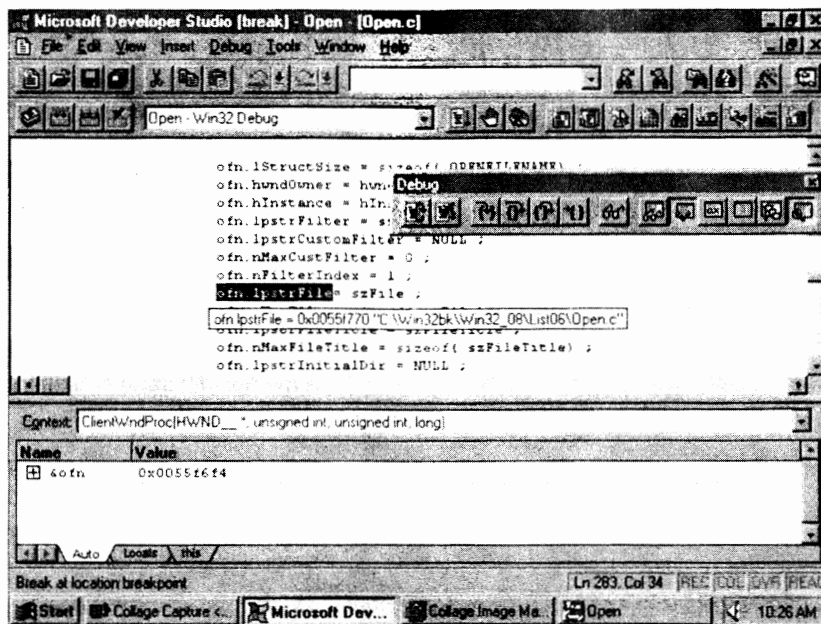 Microsoft Developer Studio [break] - Open - [Open.c]
File Edit View Insert Debug Tools Window Help
Open - Win32 Debug
ofn.lStructSize = sizeof( OPENFILENAME) ;
ofn.hwndOwner =
Debug
ofn.hInstance =
ofn.lpstrFilter =
ofn.lpstrCustomFilter = NULL ;
ofn.nMaxCustFilter = 0 ;
ofn.nFilterIndex = 1 ;
ofn.lpstrFile= szFile ;
ofn.lpstrFile = 0x0055f770 "C:\Win32bk\Win32_08\List06\Open.c"
ofn.lpstrFileTitle = szFileTitle ;
ofn.nMaxFileTitle = sizeof( szFileTitle) ;
ofn.lpstrInitialDir = NULL ;
Context: ClientWndProc(HWND__ *, unsigned int, unsigned int, long)
Name Value
&ofn 0x0055f6f4
Auto Locals this
Break at location breakpoint Ln 283, Col 34 REC COL OVR READ
Start Collage Capture <.. Microsoft Dev... Collage Image Ma... Open 10:26 AM